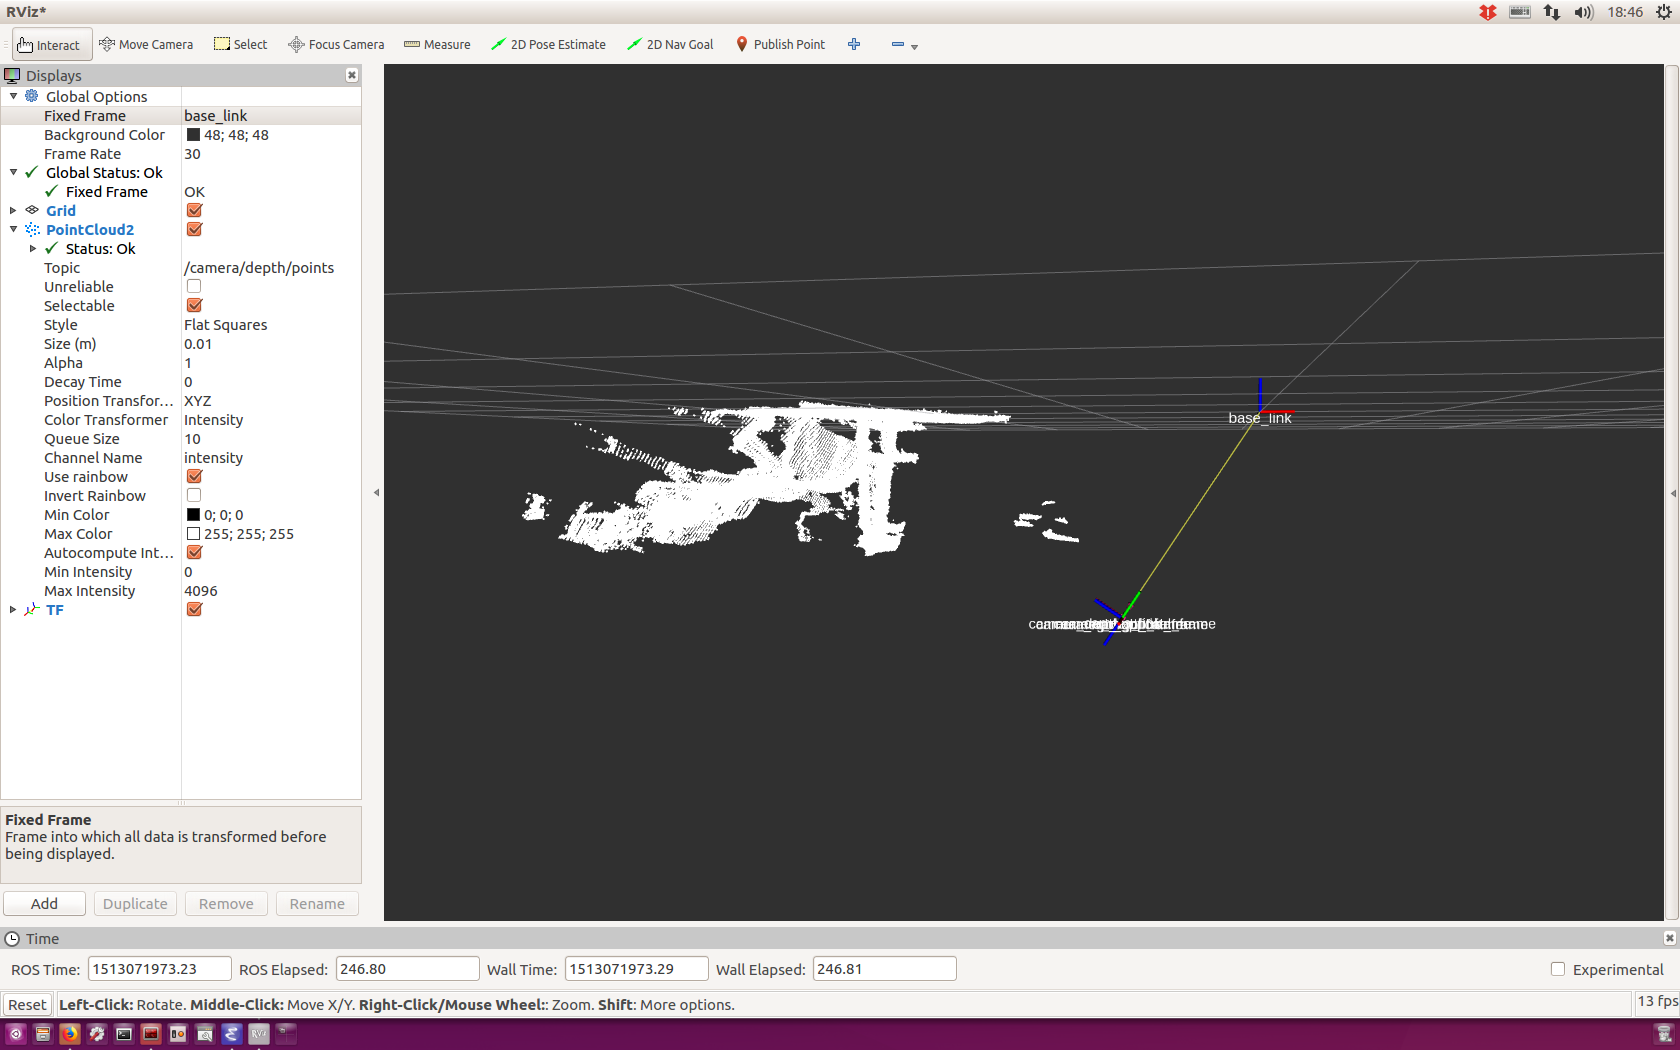 RViz*
18:46
Interact Move Camera Select Focus Camera Measure 2D Pose Estimate 2D Nav Goal Publish Point
Displays
Global Options
Fixed Frame base_link
Background Color 48; 48; 48
Frame Rate 30
Global Status: Ok
Fixed Frame OK
Grid
PointCloud2
Status: Ok
Topic /camera/depth/points
Unreliable
Selectable
Style Flat Squares
Size (m) 0.01
Alpha 1
Decay Time 0
Position Transfor... XYZ
Color Transformer Intensity
Queue Size 10
Channel Name intensity
Use rainbow
Invert Rainbow
Min Color 0; 0; 0
Max Color 255; 255; 255
Autocompute Int...
Min Intensity 0
Max Intensity 4096
TF
base_link
Fixed Frame
Frame into which all data is transformed before
being displayed.
Add Duplicate Remove Rename
Time
ROS Time: 1513071973.23 ROS Elapsed: 246.80 Wall Time: 1513071973.29 Wall Elapsed: 246.81 Experimental
Reset Left-Click: Rotate. Middle-Click: Move X/Y. Right-Click/Mouse Wheel:: Zoom. Shift: More options. 13 fps